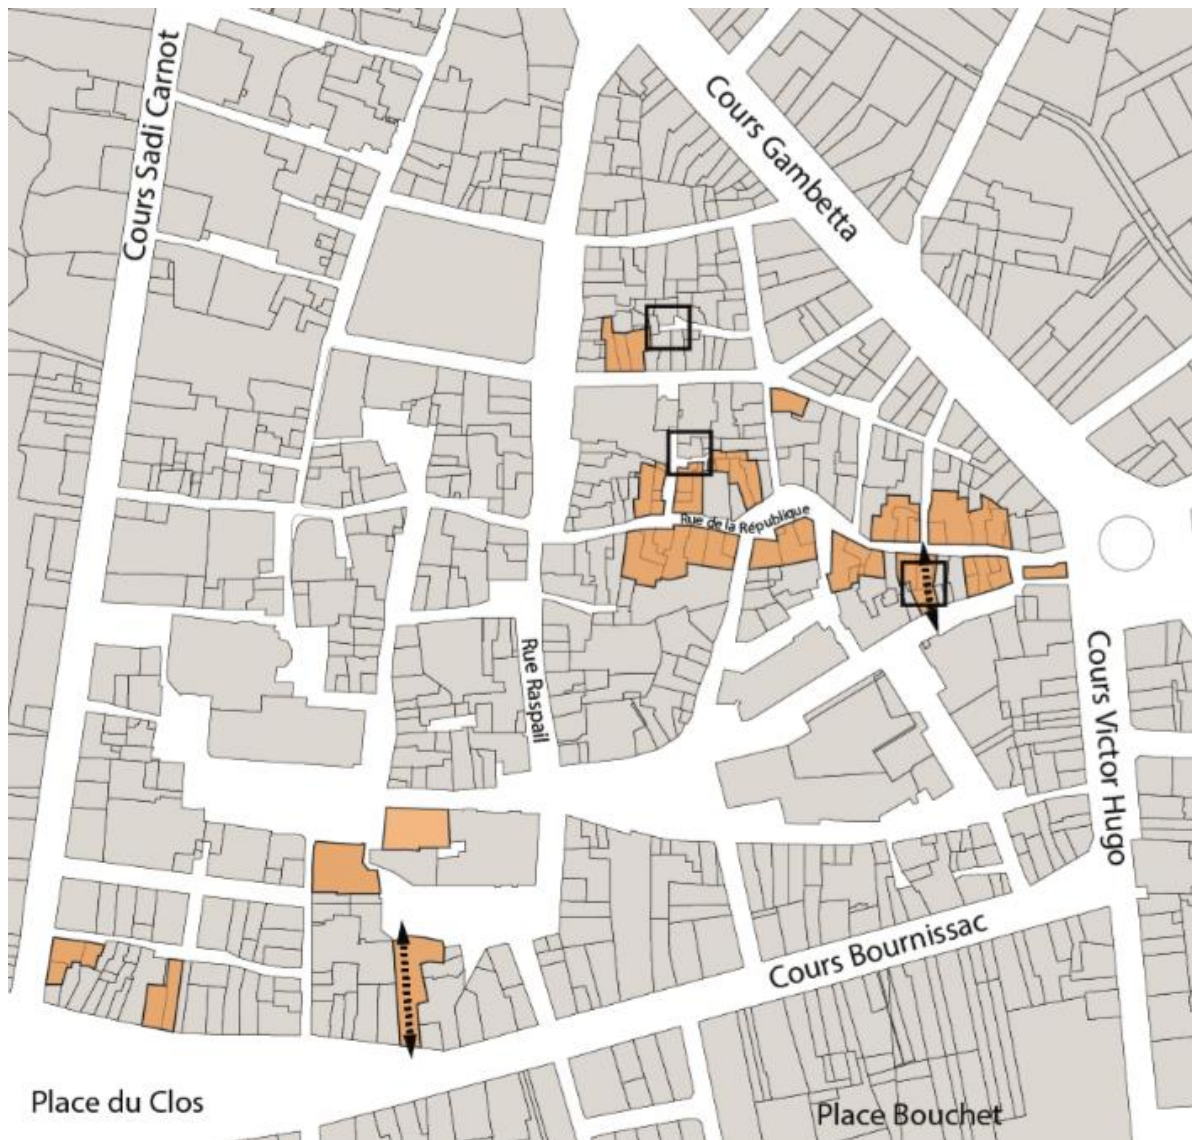 Cours Sadi Carnot
Cours Gambetta
Rue de la République
Rue Raspail
Cours Victor Hugo
Cours Bournissac
Place du Clos
Place Bouchet